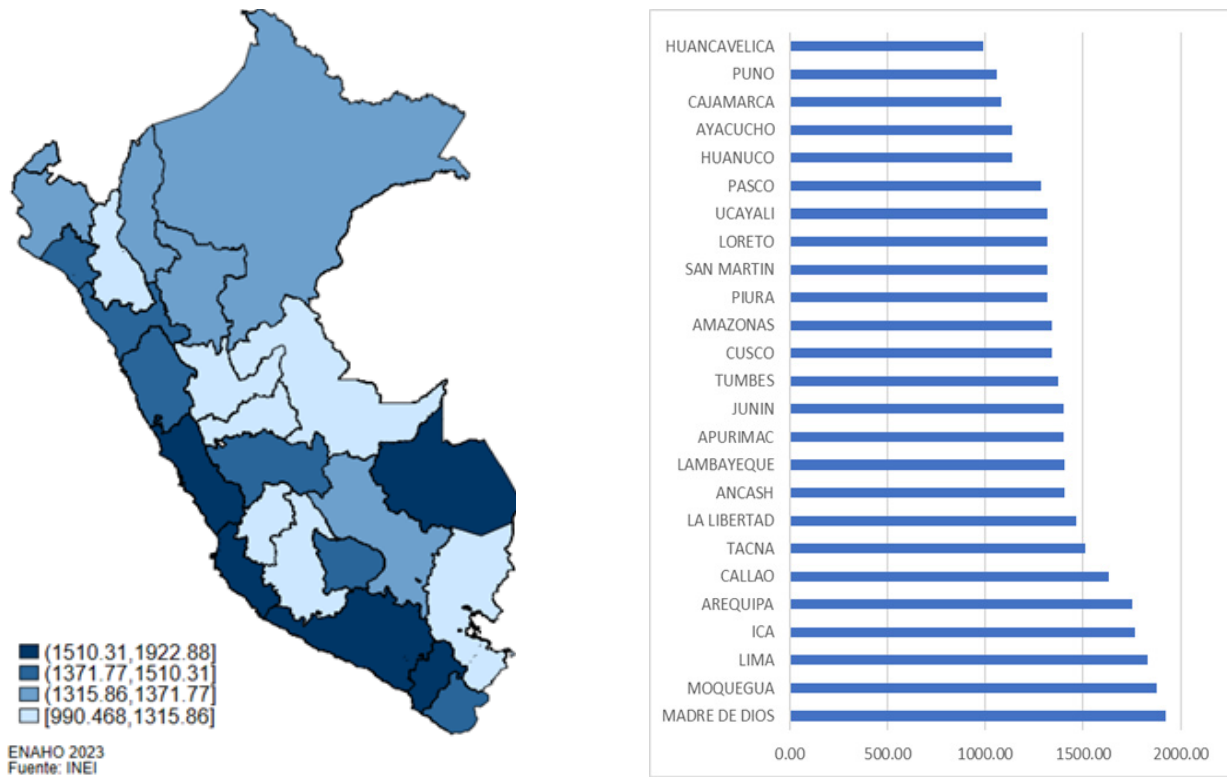 (1510.31,1922.88]
(1371.77,1510.31]
(1315.86,1371.77]
[990.468,1315.86]
ENAHO 2023
Fuente: INEI
HUANCAVELICA
PUNO
CAJAMARCA
AYACUCHO
HUANUCO
PASCO
UCAYALI
LORETO
SAN MARTIN
PIURA
AMAZONAS
CUSCO
TUMBES
JUNIN
APURIMAC
LAMBAYEQUE
ANCASH
LA LIBERTAD
TACNA
CALLAO
AREQUIPA
ICA
LIMA
MOQUEGUA
MADRE DE DIOS
0.00 500.00 1000.00 1500.00 2000.00